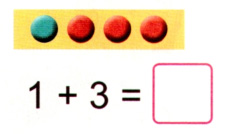 1 + 3 =